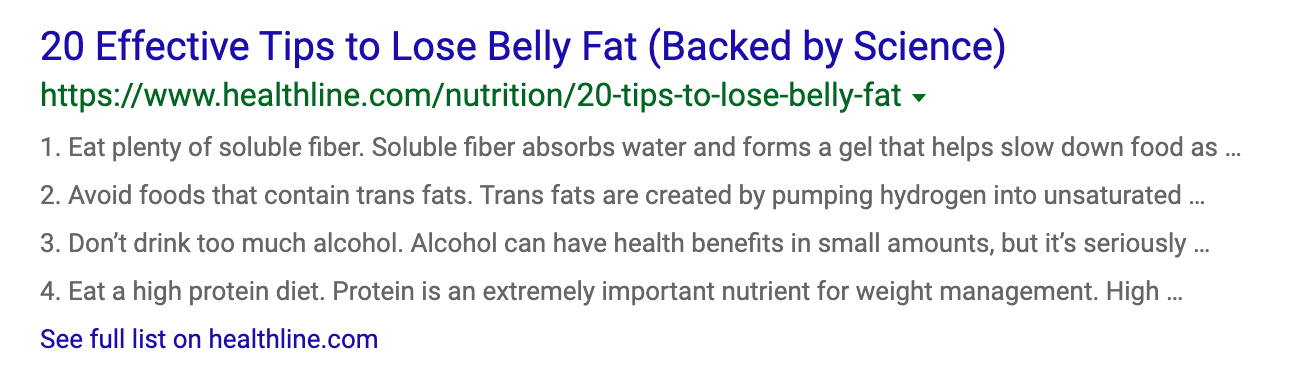 20 Effective Tips to Lose Belly Fat (Backed by Science)
https://www.healthline.com/nutrition/20-tips-to-lose-belly-fat
1. Eat plenty of soluble fiber. Soluble fiber absorbs water and forms a gel that helps slow down food as ...
2. Avoid foods that contain trans fats. Trans fats are created by pumping hydrogen into unsaturated ...
3. Don’t drink too much alcohol. Alcohol can have health benefits in small amounts, but it’s seriously ...
4. Eat a high protein diet. Protein is an extremely important nutrient for weight management. High ...
See full list on healthline.com